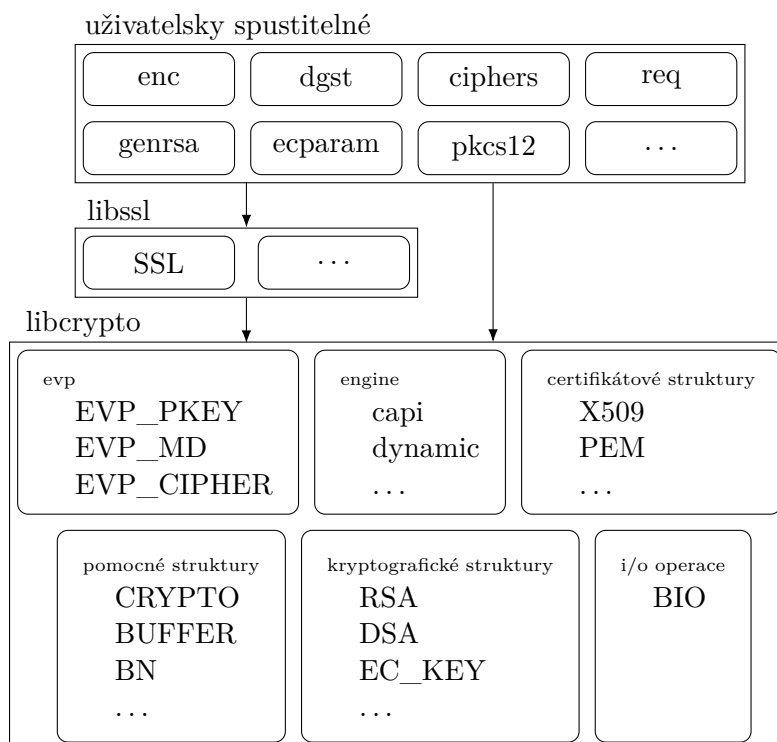 uživatelsky spustitelné
enc dgst ciphers req
genrsa ecparam pkcs12 ...
libssl
SSL ...
libcrypto
evp
EVP_PKEY
EVP_MD
EVP_CIPHER
engine
capi
dynamic
...
certifikátové struktury
X509
PEM
...
pomocné struktury
CRYPTO
BUFFER
BN
...
kryptografické struktury
RSA
DSA
EC_KEY
...
i/o operace
BIO